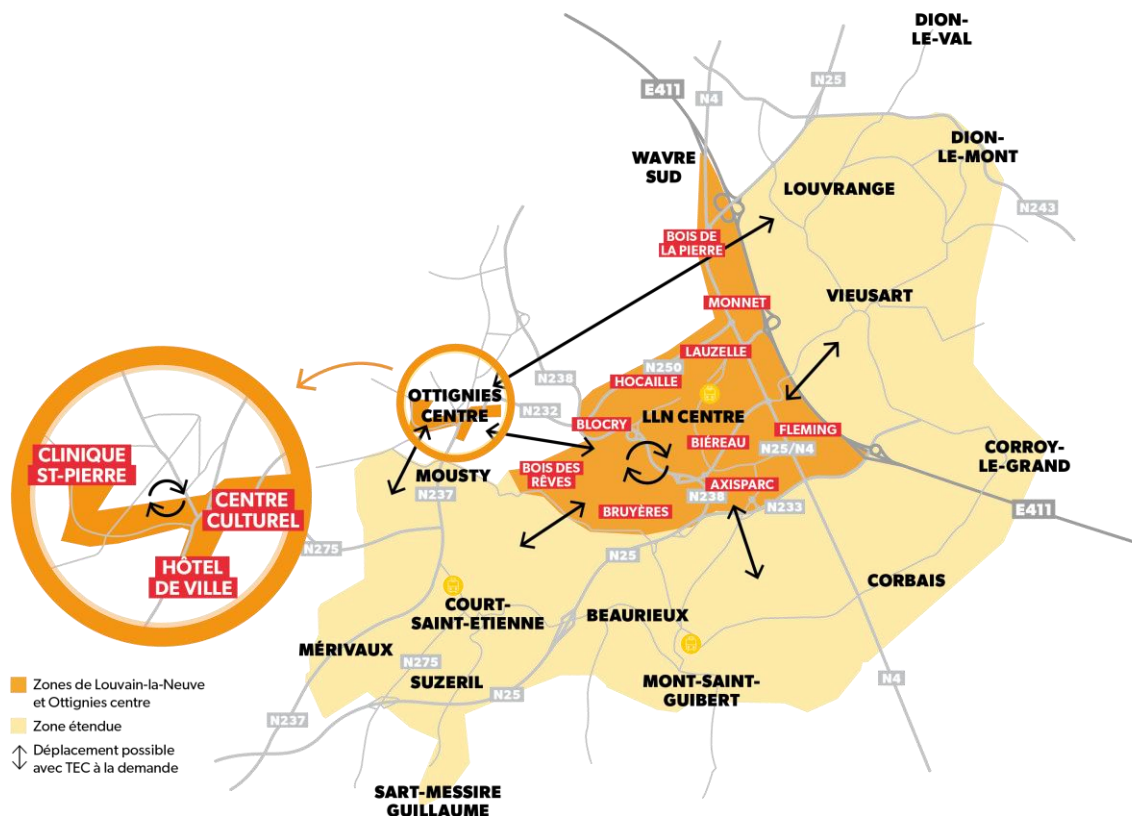 DION-
LE-VAL
N25
E411
N4
DION-
LE-MONT
WAVRE
SUD
LOUVRANGE
N243
BOIS DE
LA PIERRE
VIEUSART
MONNET
LAUZELLE
N250
N238
HOCAILLE
OTTIGNIES
CENTRE
N232
LLN CENTRE
BLOCRY
FLEMING
BIÉREAU
N25/N4
CLINIQUE
ST-PIERRE
MOUSTY
BOIS DES
RÊVES
CORROY-
LE-GRAND
N237
AXISPARC
N238
CENTRE
CULTUREL
N233
BRUYÈRES
E411
N275
N25
HÔTEL
DE VILLE
CORBAIS
COURT-
SAINT-ETIENNE
BEAURIEUX
MÉRIVAUX
N275
SUZERIL
MONT-SAINT-
GUIBERT
N4
N25
Zones de Louvain-la-Neuve
et Ottignies centre
N237
Zone étendue
Déplacement possible
avec TEC à la demande
SART-MESSIRE
GUILLAUME